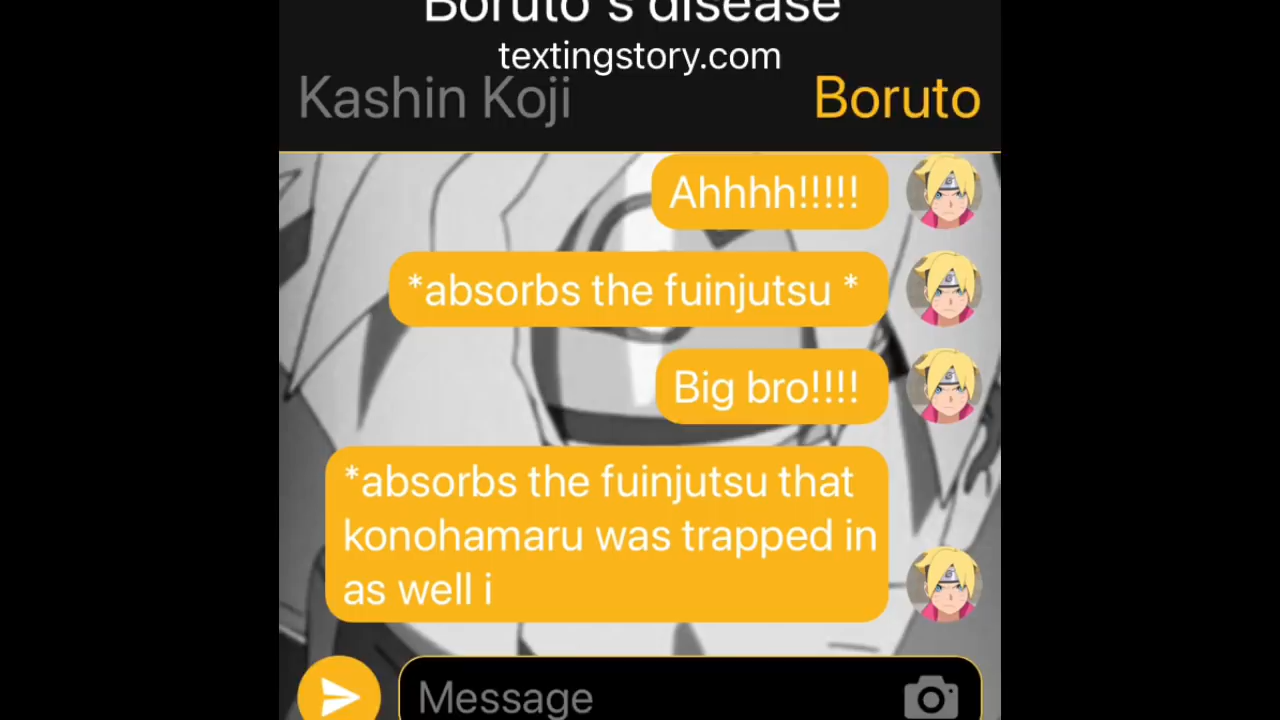 Boruto's disease
textingstory.com
Kashin Koji
Boruto
Ahhhh!!!!!
*absorbs the fuinjutsu *
Big bro!!!!
*absorbs the fuinjutsu that
konohamaru was trapped in
as well i
Message